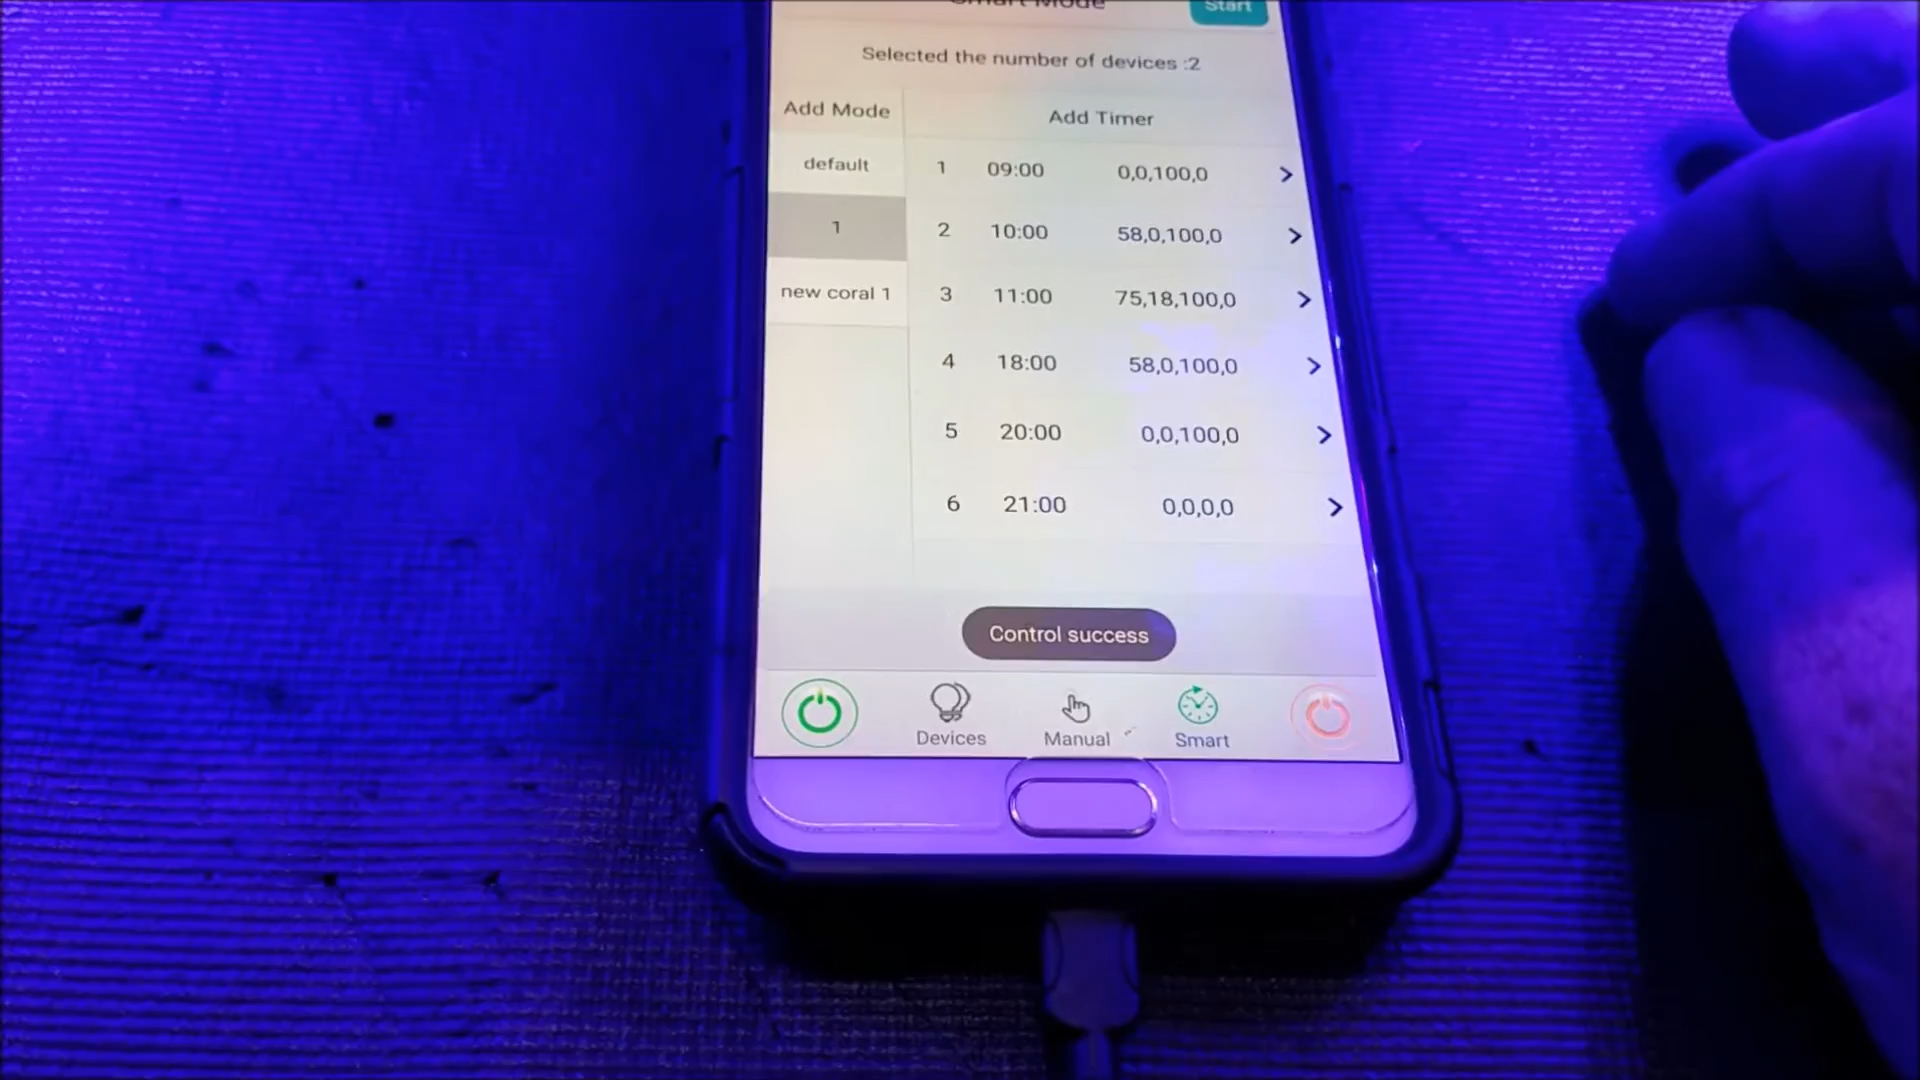 Smart Mode
Start
Selected the number of devices :2
Add Mode
Add Timer
default
1
new coral 1
1 09:00 0,0,100,0 >
2 10:00 58,0,100,0 >
3 11:00 75,18,100,0 >
4 18:00 58,0,100,0 >
5 20:00 0,0,100,0 >
6 21:00 0,0,0,0 >
Control success
Devices
Manual
Smart